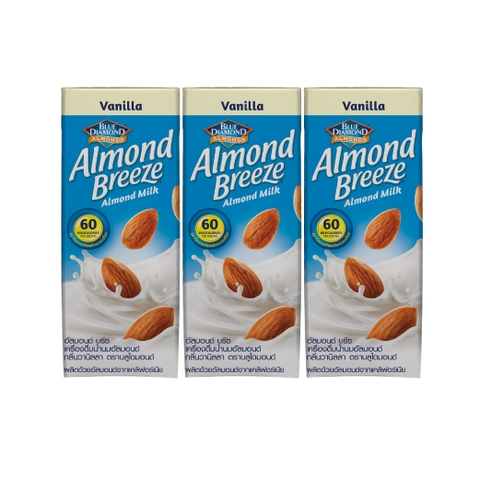 Vanilla
BLUE
DIAMOND
ALMONDS
Almond
Breeze
Almond Milk
60
อัลมอนด์ บรีซ
เครื่องดื่มน้ำนมอัลมอนด์
กลิ่นวานิลลา ตราบลูไดมอนด์
ผลิตด้วยอัลมอนด์จากแคลิฟอร์เนีย
Vanilla
BLUE
DIAMOND
ALMONDS
Almond
Breeze
Almond Milk
60
อัลมอนด์ บรีซ
เครื่องดื่มน้ำนมอัลมอนด์
กลิ่นวานิลลา ตราบลูไดมอนด์
ผลิตด้วยอัลมอนด์จากแคลิฟอร์เนีย
Vanilla
BLUE
DIAMOND
ALMONDS
Almond
Breeze
Almond Milk
60
อัลมอนด์ บรีซ
เครื่องดื่มน้ำนมอัลมอนด์
กลิ่นวานิลลา ตราบลูไดมอนด์
ผลิตด้วยอัลมอนด์จากแคลิฟอร์เนีย